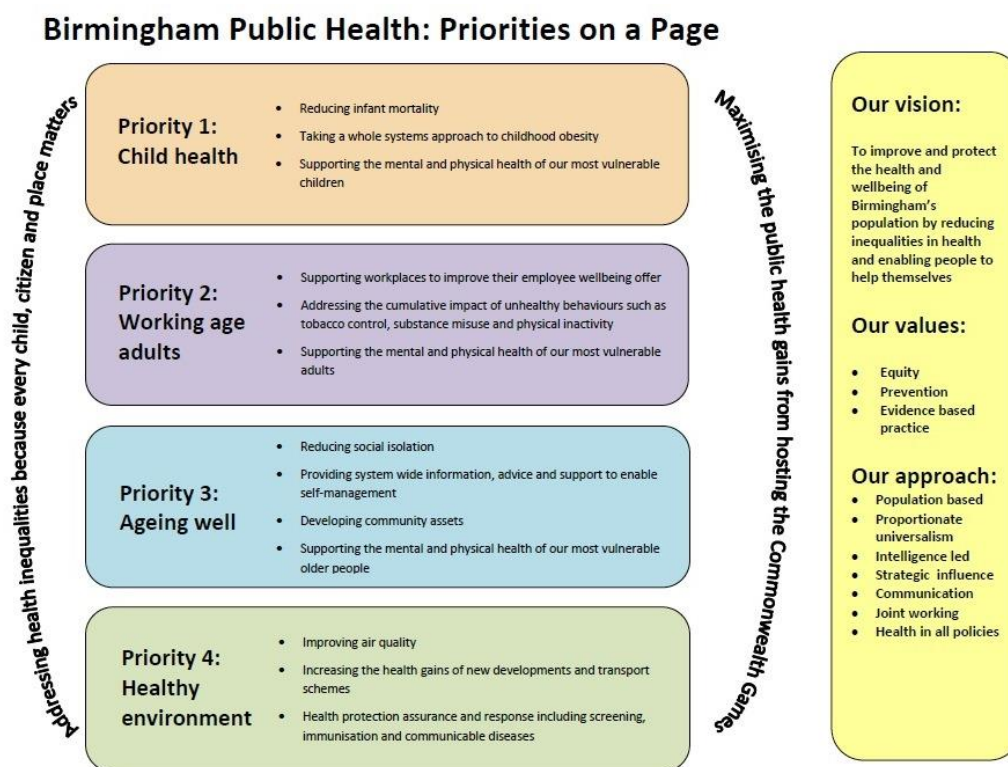 Birmingham Public Health: Priorities on a Page
Addressing health inequalities because every child, citizen and place matters
Priority 1:
Child health
• Reducing infant mortality
• Taking a whole systems approach to childhood obesity
• Supporting the mental and physical health of our most vulnerable
children
Priority 2:
Working age
adults
• Supporting workplaces to improve their employee wellbeing offer
• Addressing the cumulative impact of unhealthy behaviours such as
tobacco control, substance misuse and physical inactivity
• Supporting the mental and physical health of our most vulnerable
adults
Priority 3:
Ageing well
• Reducing social isolation
• Providing system wide information, advice and support to enable
self-management
• Developing community assets
• Supporting the mental and physical health of our most vulnerable
older people
Priority 4:
Healthy
environment
• Improving air quality
• Increasing the health gains of new developments and transport
schemes
• Health protection assurance and response including screening,
immunisation and communicable diseases
Maximising the public health gains from hosting the Commonwealth Games
Our vision:
To improve and protect
the health and
wellbeing of
Birmingham’s
population by reducing
inequalities in health
and enabling people to
help themselves
Our values:
• Equity
• Prevention
• Evidence based
practice
Our approach:
• Population based
• Proportionate
universalism
• Intelligence led
• Strategic influence
• Communication
• Joint working
• Health in all policies